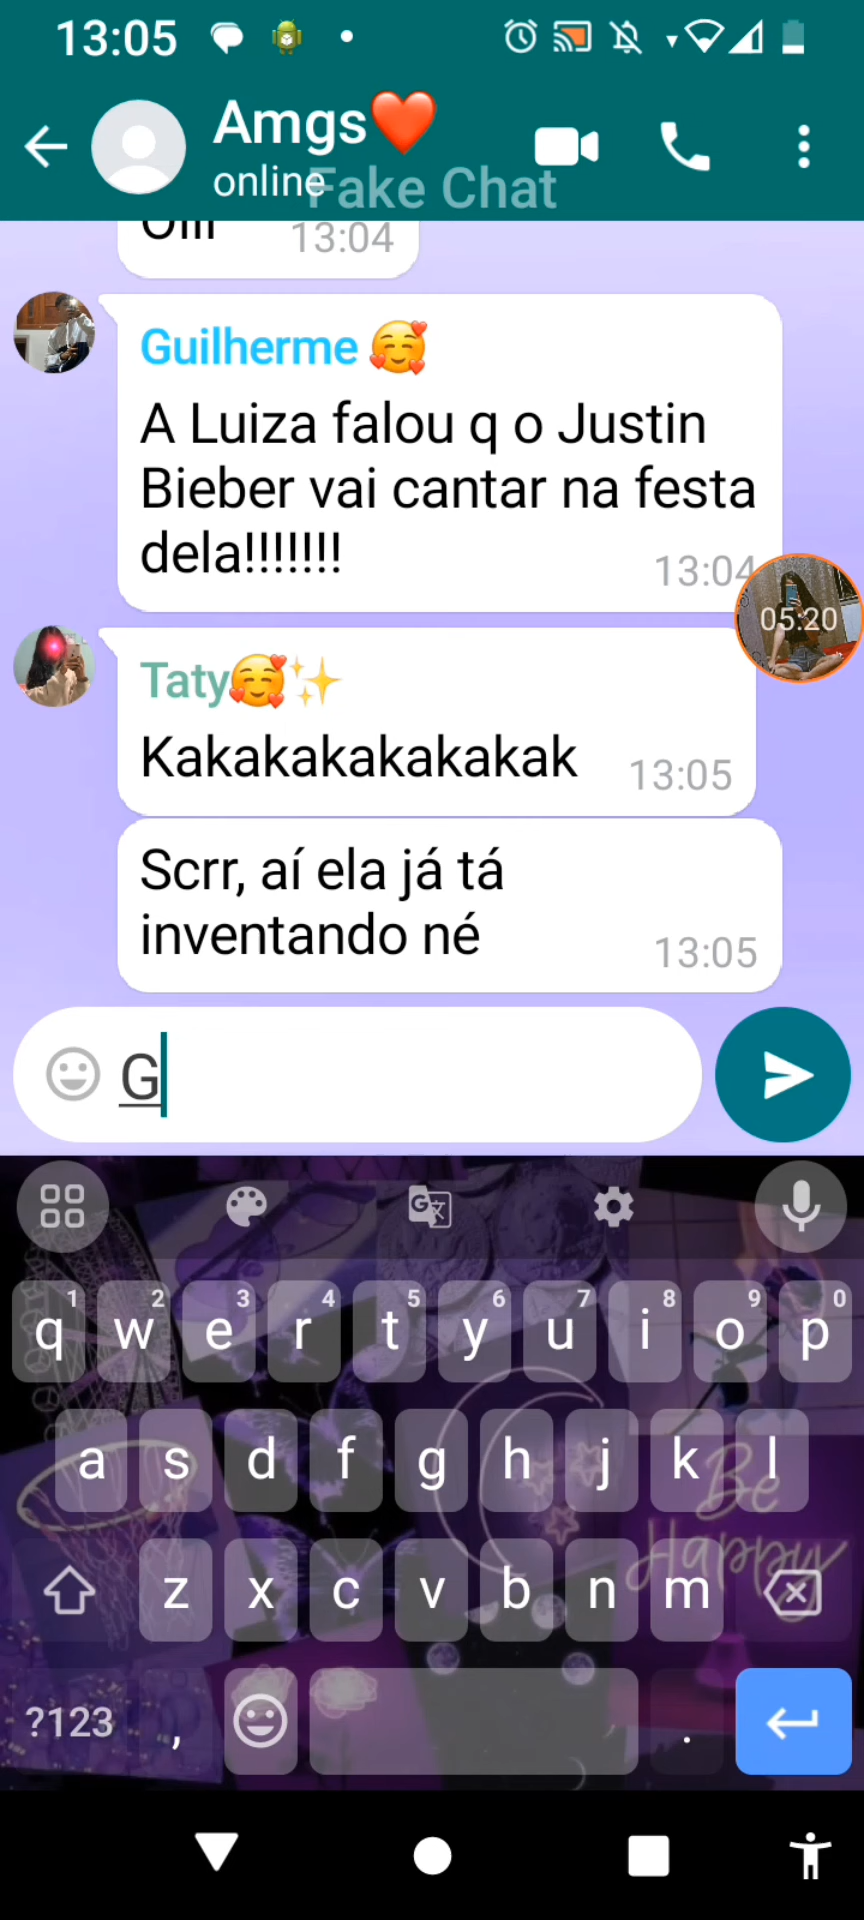 13:05
Amgs❤️
online
Fake Chat
13:04
Guilherme 🥰
A Luiza falou q o Justin
Bieber vai cantar na festa
dela!!!!!!!
13:04
05:20
Taty🥰✨
Kakakakakakakak
13:05
Scrr, aí ela já tá
inventando né
13:05
G
1 2 3 4 5 6 7 8 9 0
q w e r t y u i o p
a s d f g h j k l
Be
Happy
z x c v b n m
?123 , .